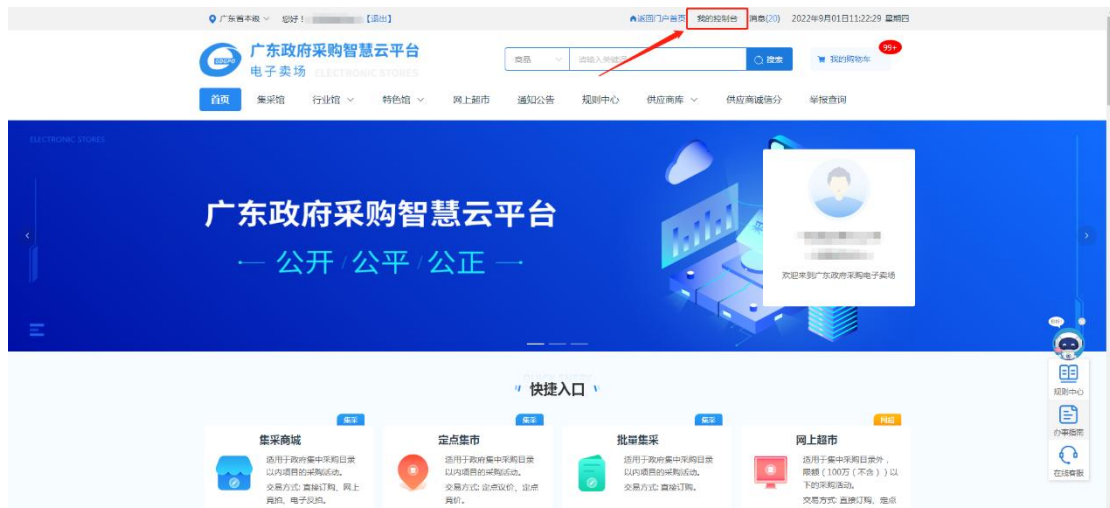 广东省本级 您好！ 【退出】 返回门户首页 我的控制台 消息(20) 2022年9月01日11:22:29 星期四
GDGPO 广东政府采购智慧云平台
电子卖场 ELECTRONIC STORES
商品 请输入关键 搜索 我的购物车 99+
首页 集采馆 行业馆 特色馆 网上超市 通知公告 规则中心 供应商库 供应商诚信分 举报查询
ELECTRONIC STORES
广东政府采购智慧云平台
公开 / 公平 / 公正
欢迎来到广东政府采购电子卖场
快捷入口
规则中心
办事指南
在线客服
集采
集采商城
适用于政府集中采购目录
以内项目的采购活动。
交易方式: 直接订购、网上
竞价、电子反拍。
集采
定点集市
适用于政府集中采购目录
以内项目的采购活动。
交易方式: 定点议价、定点
竞价。
集采
批量集采
适用于政府集中采购目录
以内项目的采购活动。
交易方式: 直接订购。
网超
网上超市
适用于集中采购目录外，
限额（100万（不含））以
下的采购活动。
交易方式: 直接订购、定点